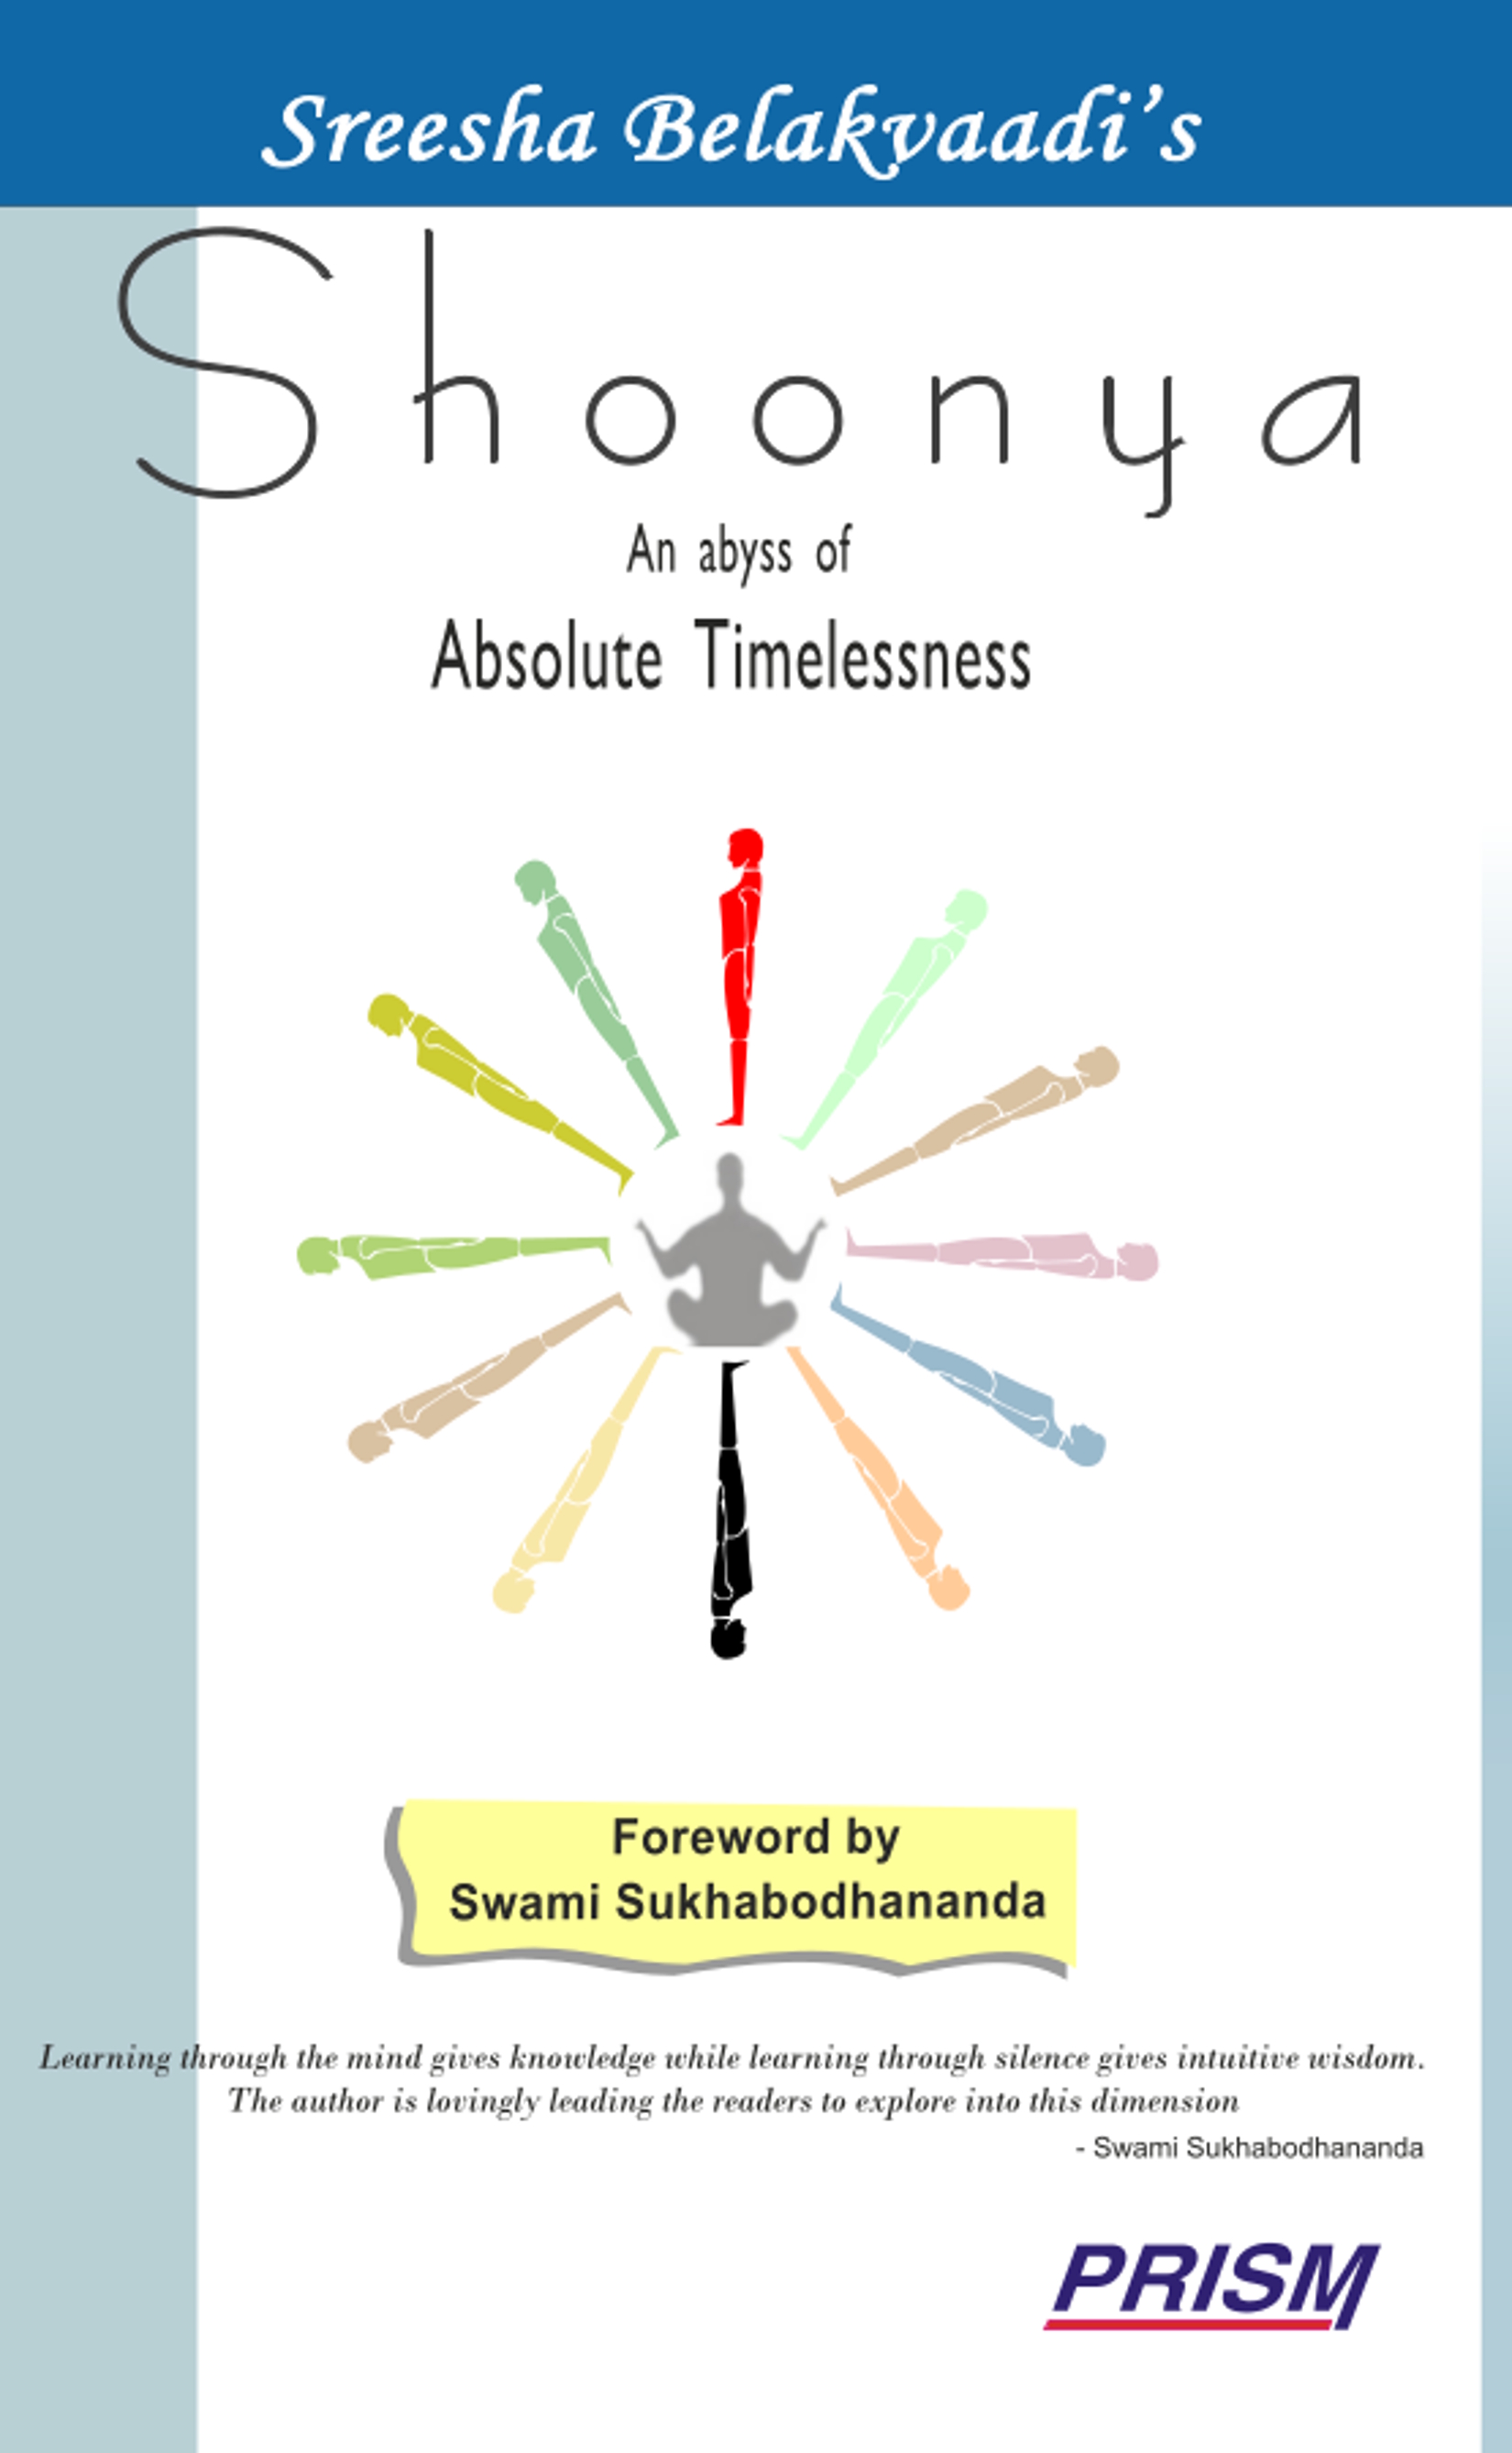 Sreesha Belakvaadi's
Shoonya
An abyss of
Absolute Timelessness
Foreword by
Swami Sukhabodhananda
Learning through the mind gives knowledge while learning through silence gives intuitive wisdom.
The author is lovingly leading the readers to explore into this dimension
- Swami Sukhabodhananda
PRISM